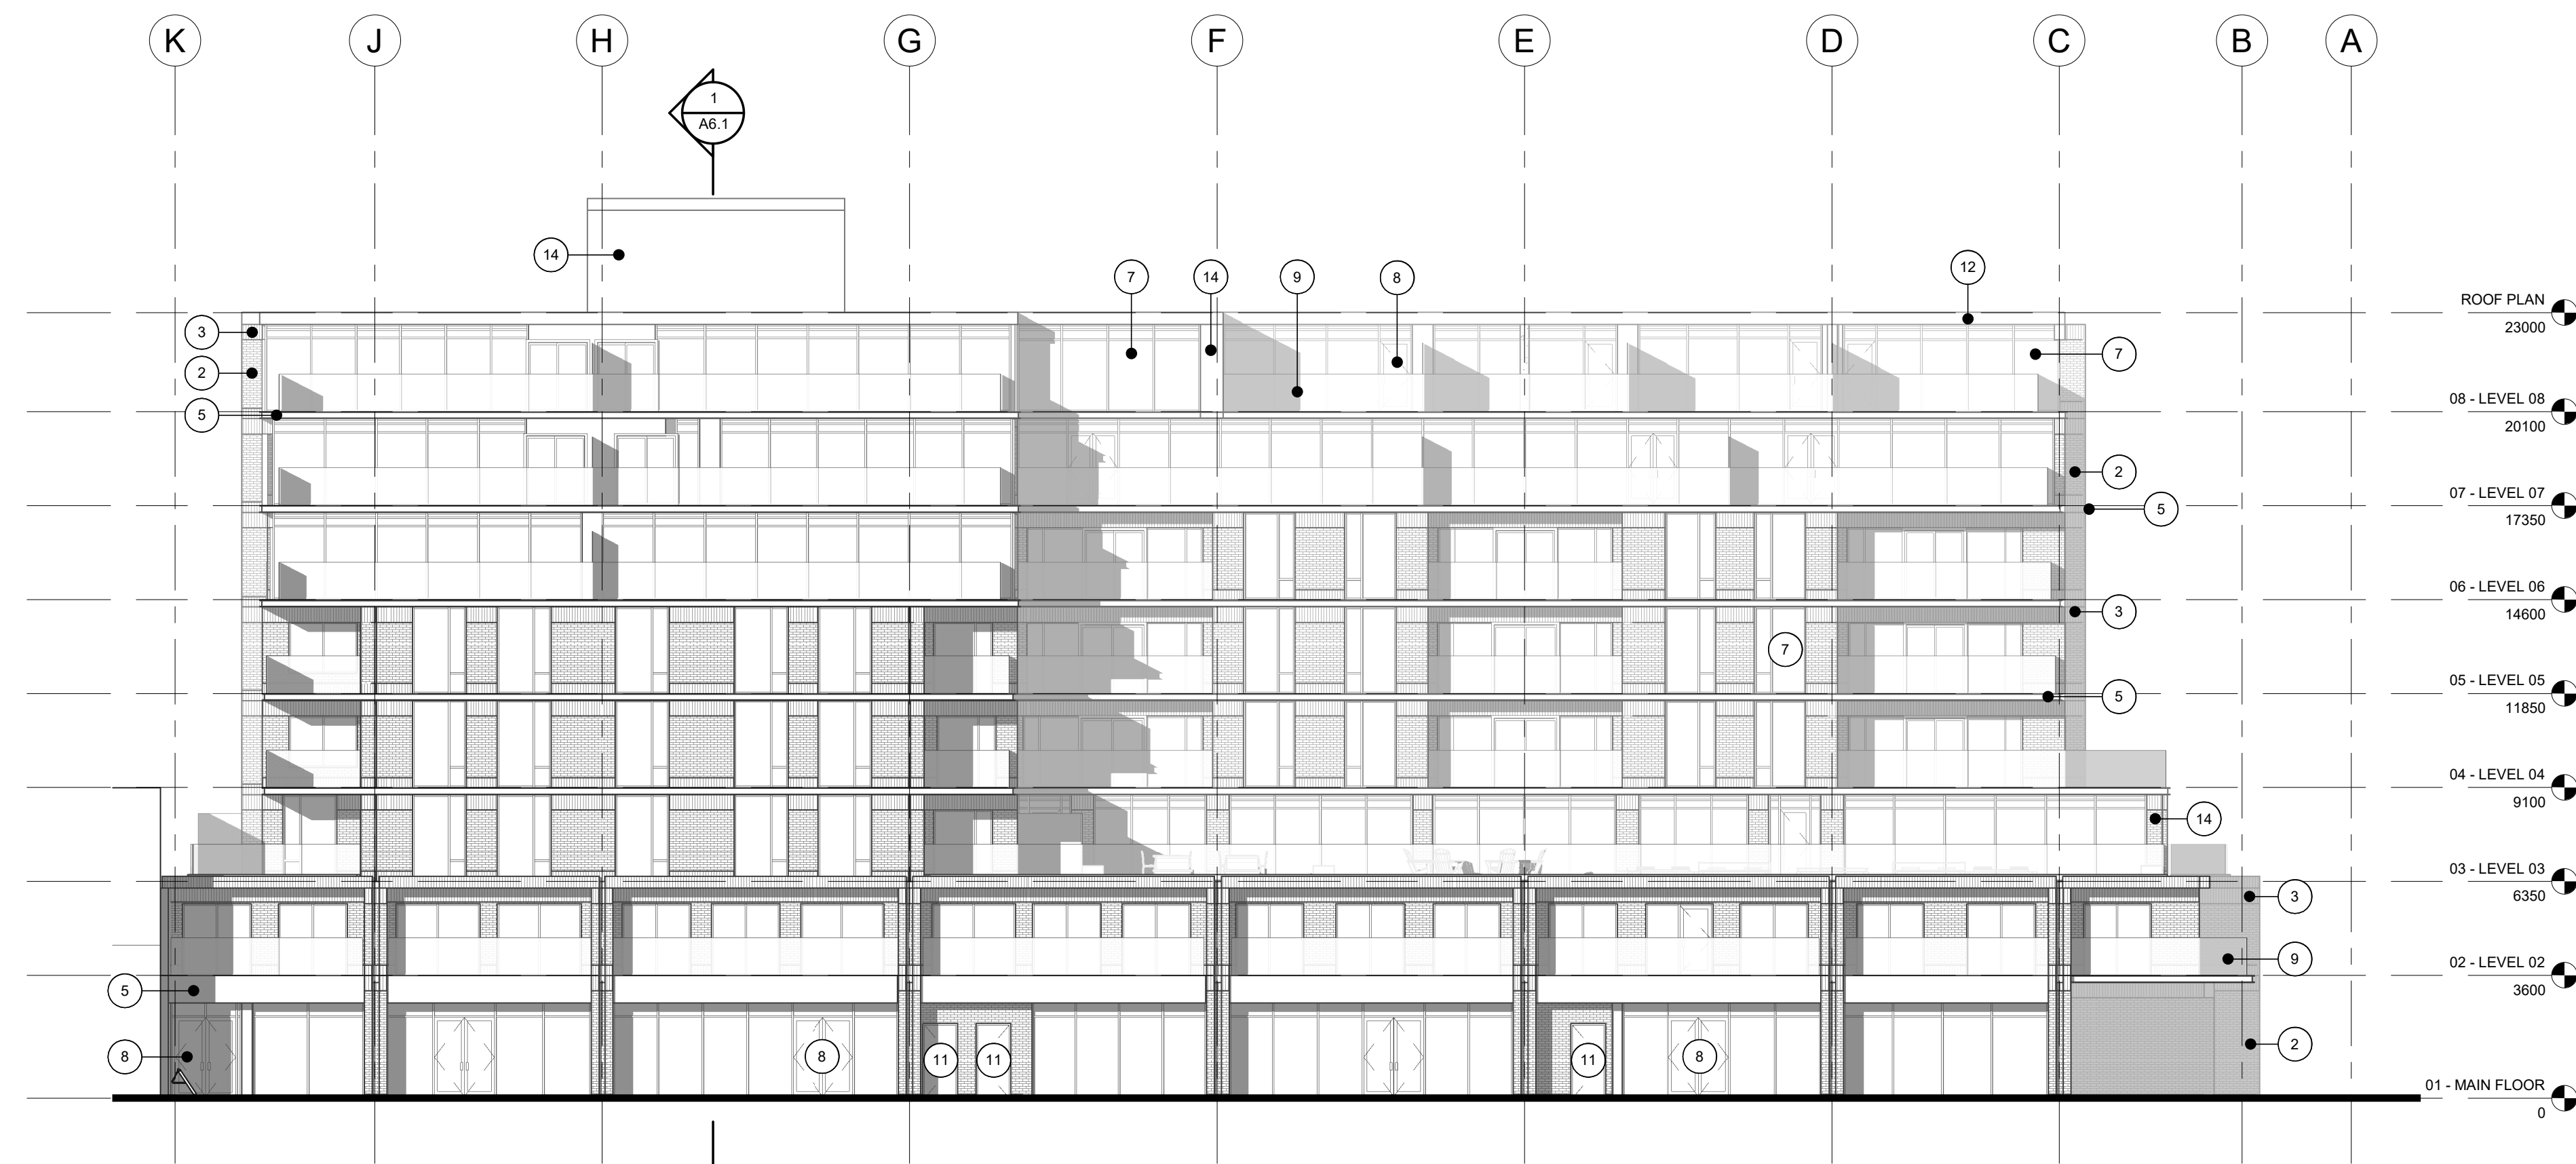 K J H G F E D C B A
1
A6.1
14
7 14 9 8 12
ROOF PLAN
23000
3
7
2
08 - LEVEL 08
20100
5
2
07 - LEVEL 07
17350
5
06 - LEVEL 06
14600
3
7
05 - LEVEL 05
11850
5
04 - LEVEL 04
9100
14
03 - LEVEL 03
6350
3
9
02 - LEVEL 02
3600
5
2
8 8 11 11 11 8
01 - MAIN FLOOR
0